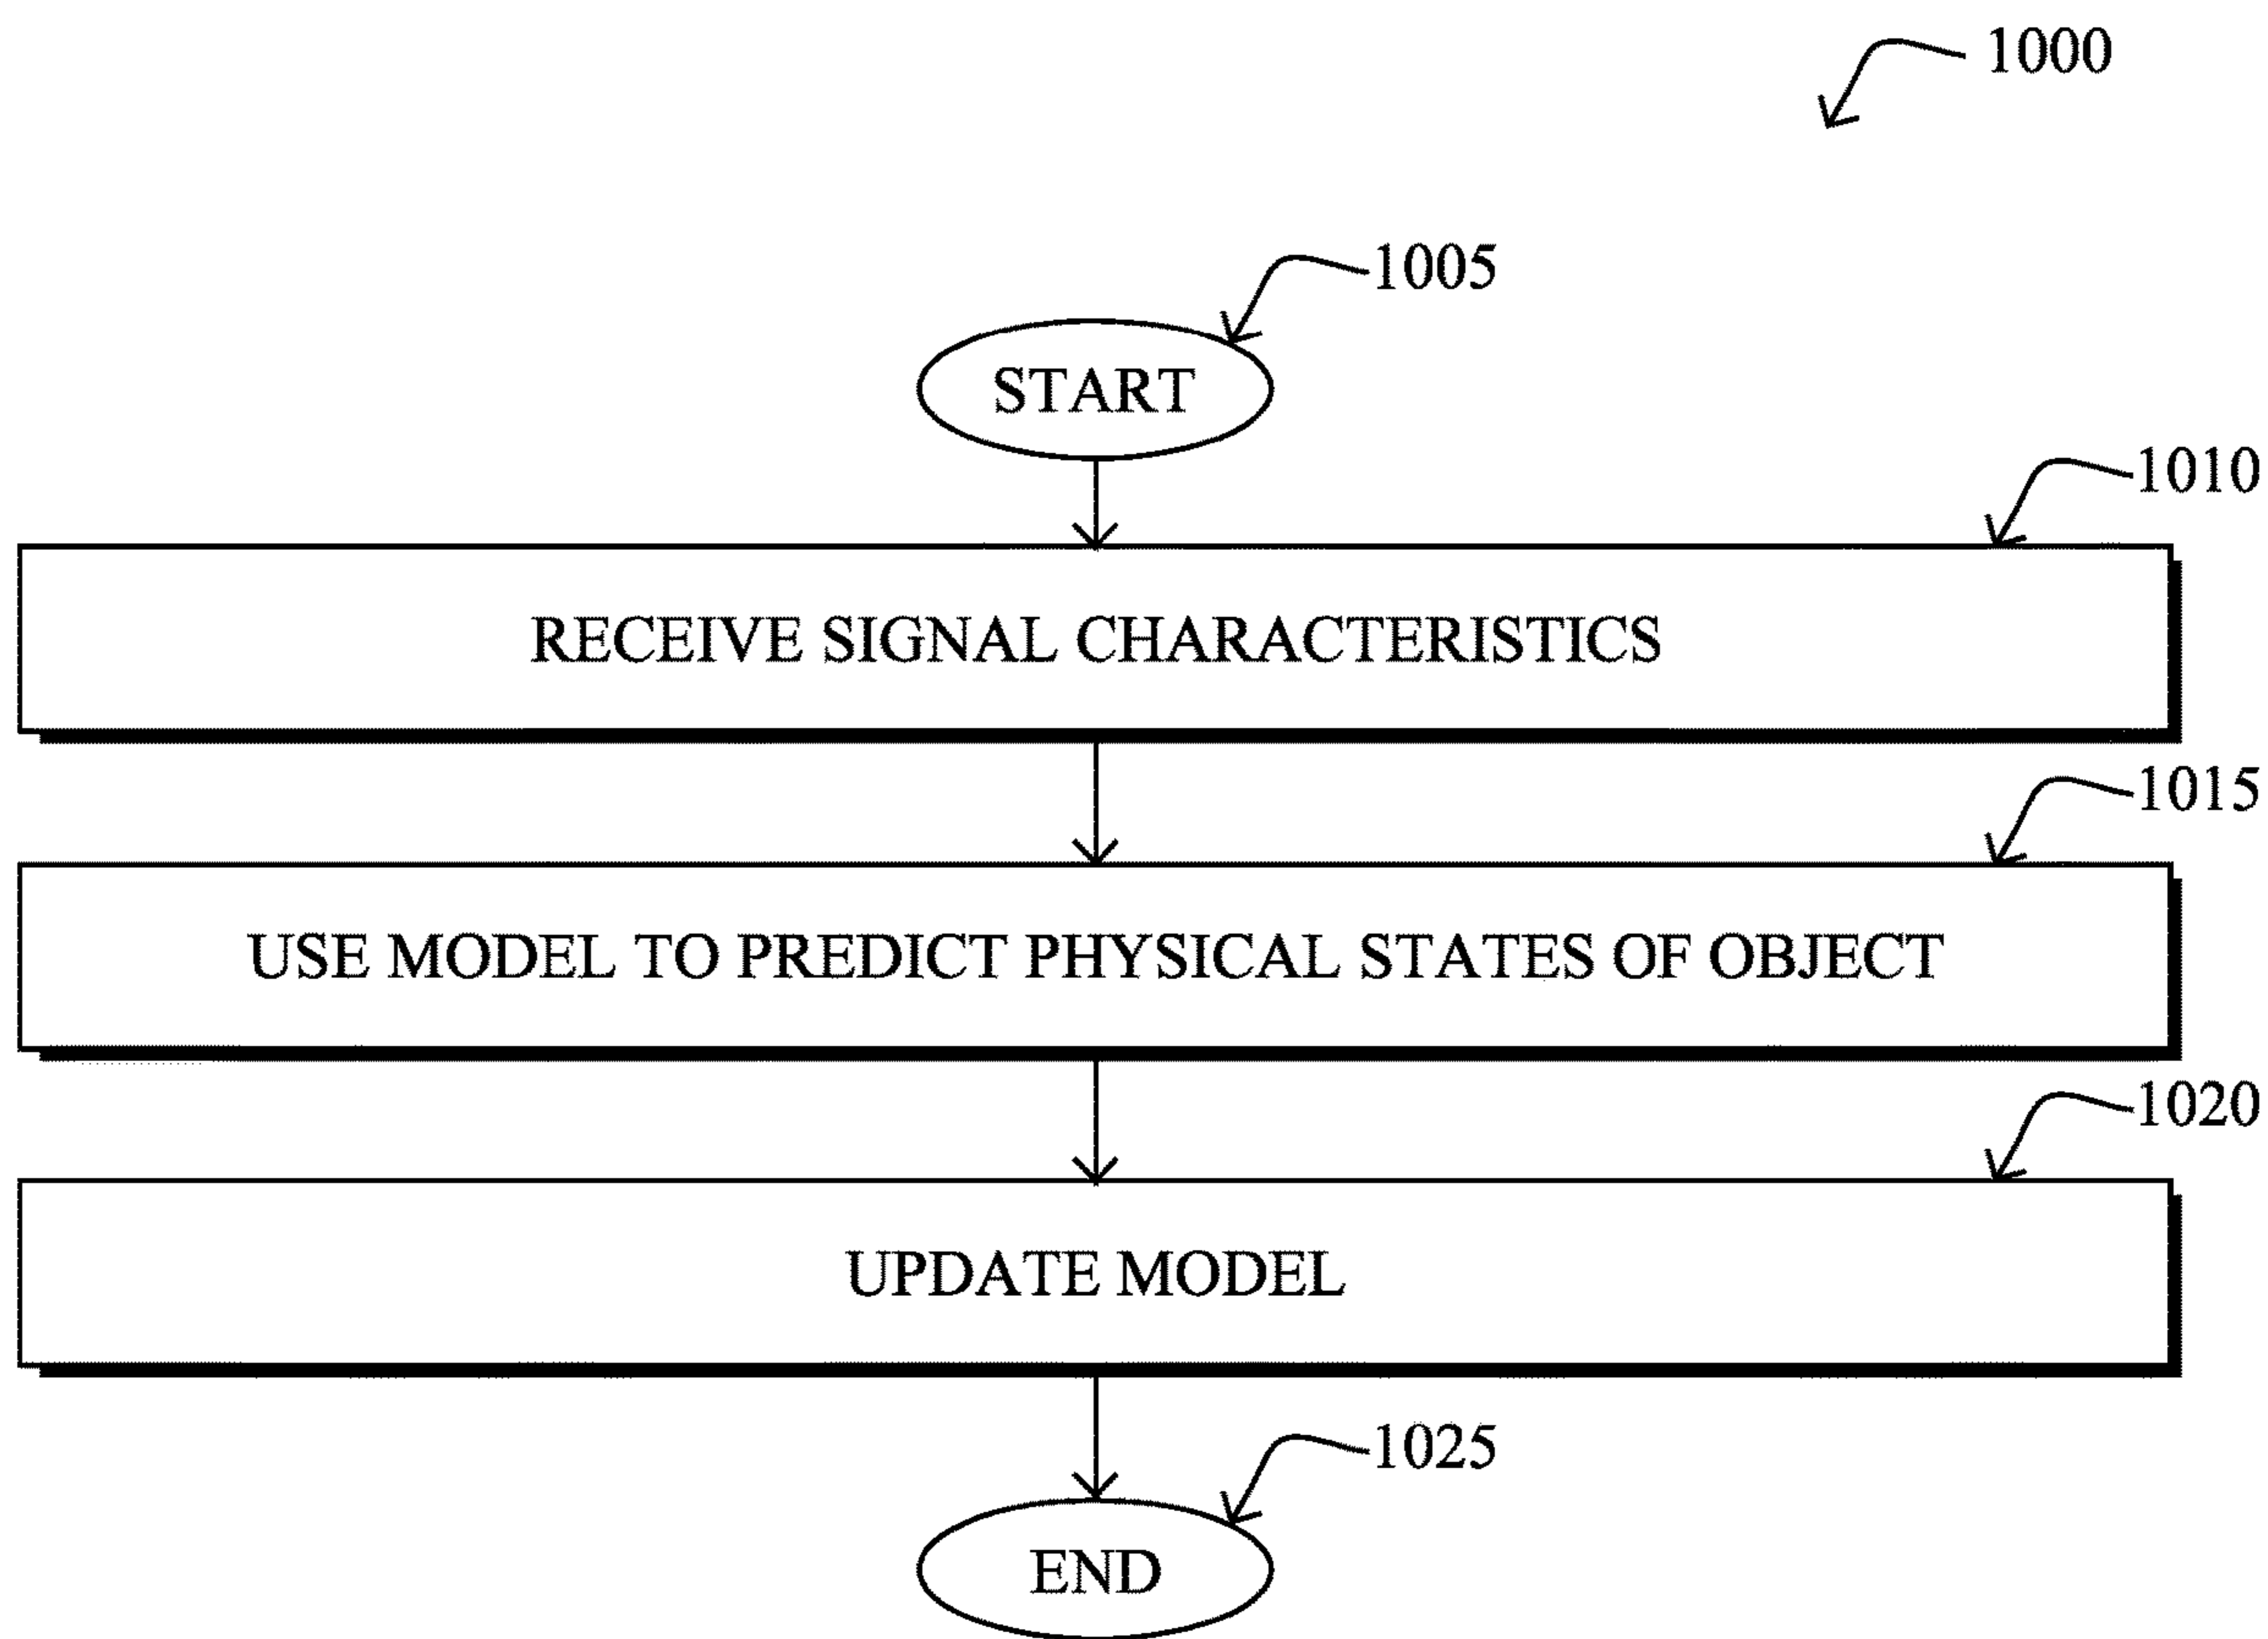 1000
1005
START
1010
RECEIVE SIGNAL CHARACTERISTICS
1015
USE MODEL TO PREDICT PHYSICAL STATES OF OBJECT
1020
UPDATE MODEL
1025
END